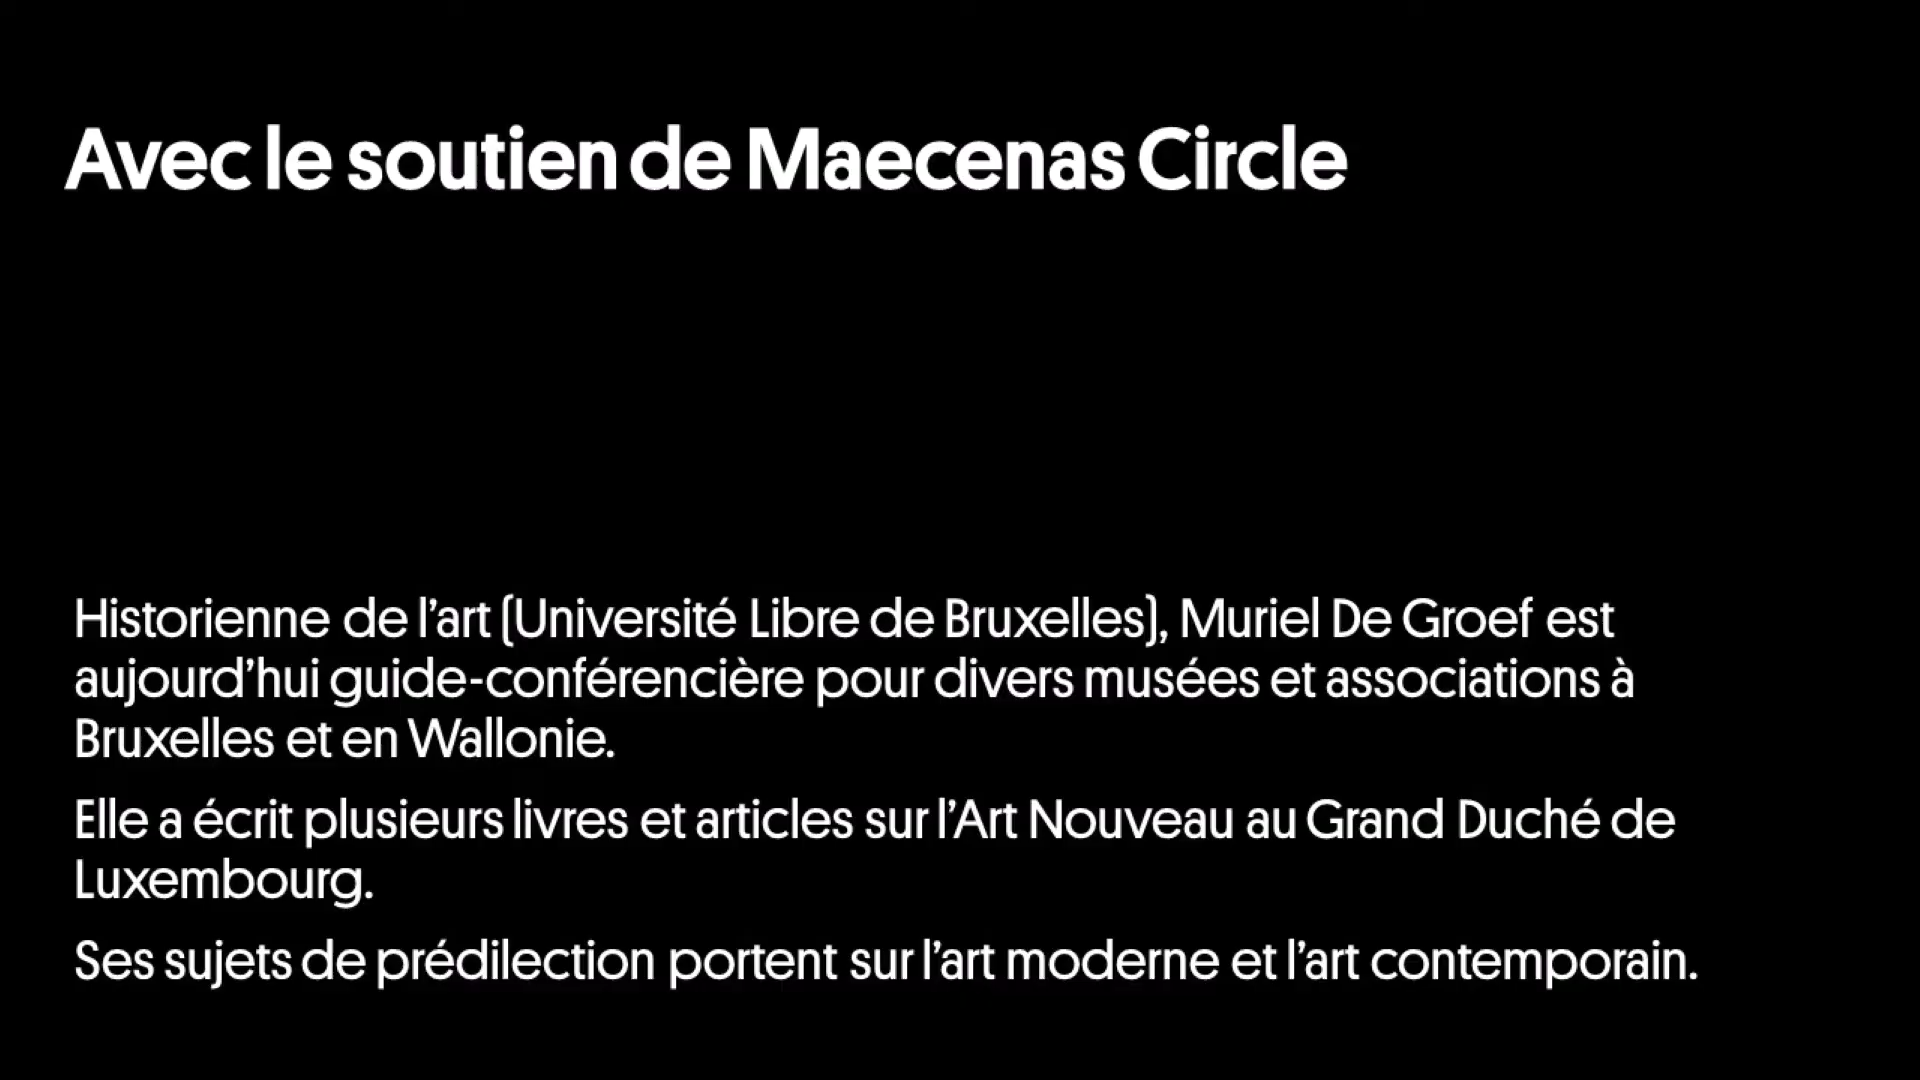 Avec le soutien de Maecenas Circle
Historienne de l’art (Université Libre de Bruxelles), Muriel De Groef est
aujourd’hui guide-conférencière pour divers musées et associations à
Bruxelles et en Wallonie.
Elle a écrit plusieurs livres et articles sur l’Art Nouveau au Grand Duché de
Luxembourg.
Ses sujets de prédilection portent sur l’art moderne et l’art contemporain.